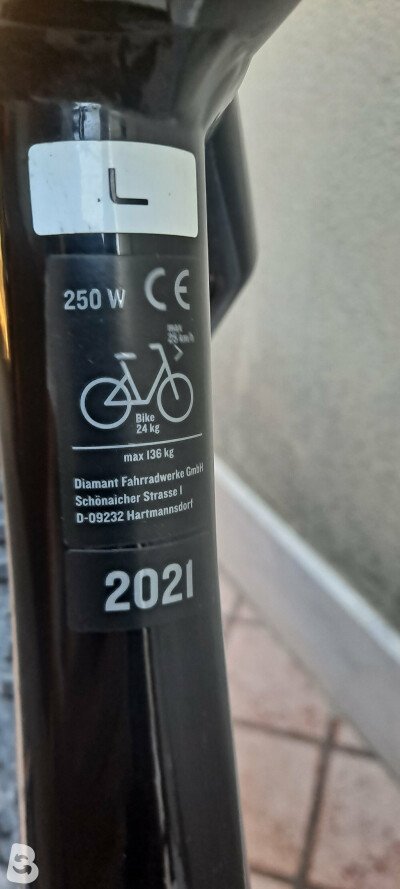 L
250 W CE
max
25 km/h
Bike
24 kg
max 136 kg
Diamant Fahrradwerke GmbH
Schönaicher Strasse 1
D-09232 Hartmannsdorf
2021